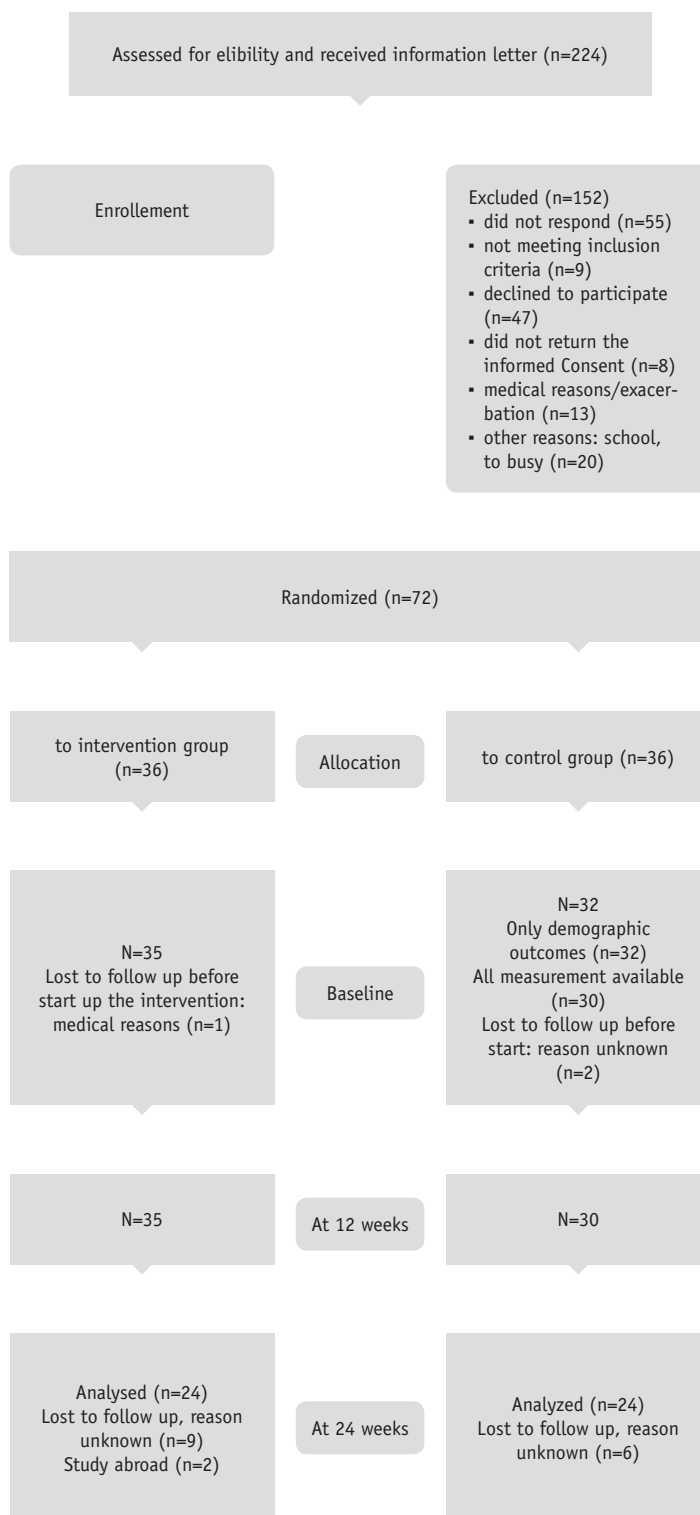 Assessed for elibility and received information letter (n=224)
Enrollement
Excluded (n=152)
▪ did not respond (n=55)
▪ not meeting inclusion
criteria (n=9)
▪ declined to participate
(n=47)
▪ did not return the
informed Consent (n=8)
▪ medical reasons/exacer-
bation (n=13)
▪ other reasons: school,
to busy (n=20)
Randomized (n=72)
to intervention group
(n=36)
Allocation
to control group (n=36)
N=35
Lost to follow up before
start up the intervention:
medical reasons (n=1)
Baseline
N=32
Only demographic
outcomes (n=32)
All measurement available
(n=30)
Lost to follow up before
start: reason unknown
(n=2)
N=35
At 12 weeks
N=30
Analysed (n=24)
Lost to follow up, reason
unknown (n=9)
Study abroad (n=2)
At 24 weeks
Analyzed (n=24)
Lost to follow up, reason
unknown (n=6)